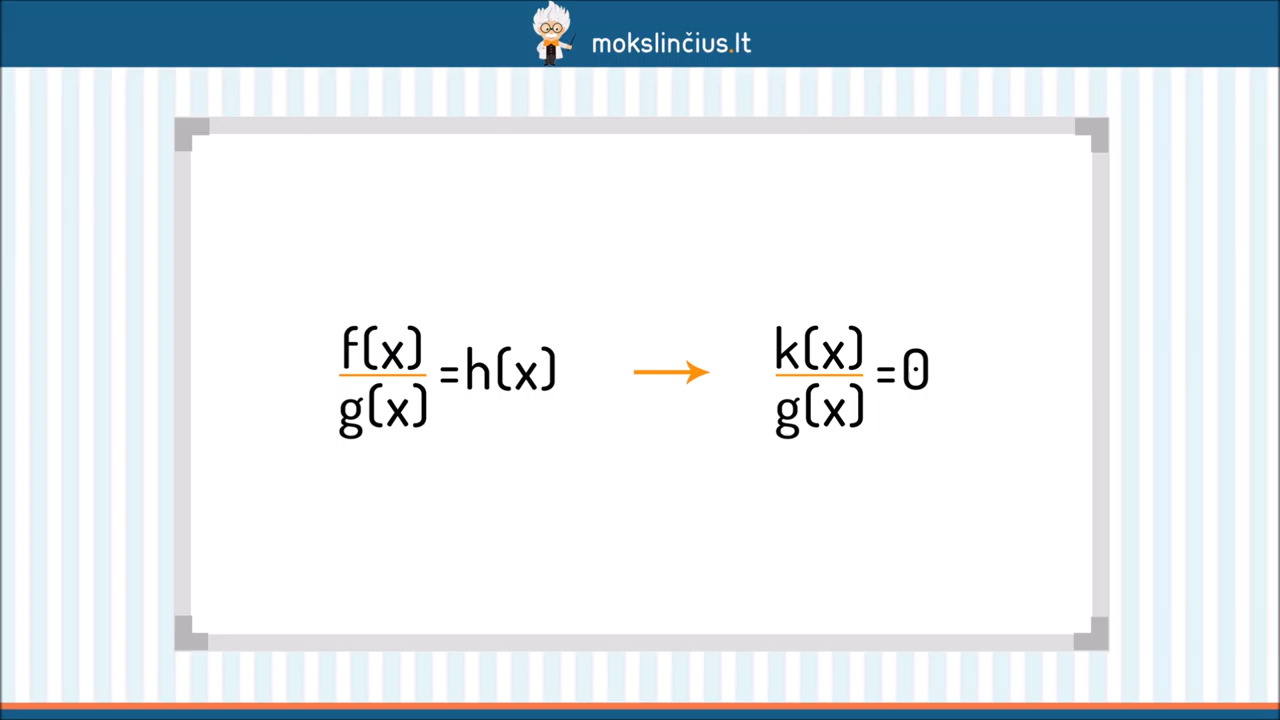 mokslinčius.lt
f(x)/g(x) =h(x) → k(x)/g(x) =0